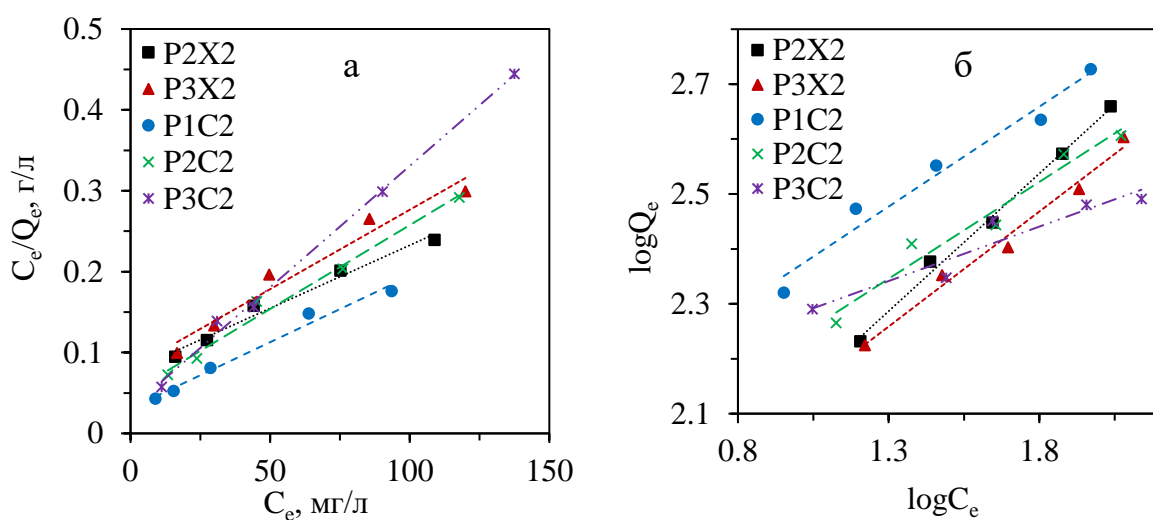 а
P2X2
P3X2
P1C2
P2C2
P3C2
Cₑ/Qₑ, г/л
0.5
0.4
0.3
0.2
0.1
0
0 50 100 150
Cₑ, мг/л
б
P2X2
P3X2
P1C2
P2C2
P3C2
logQₑ
2.7
2.5
2.3
2.1
0.8 1.3 1.8
logCₑ